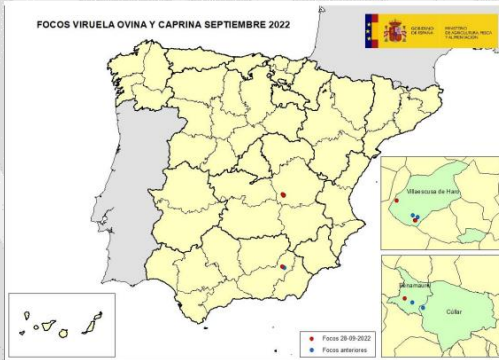 FOCOS VIRUELA OVINA Y CAPRINA SEPTIEMBRE 2022
GOBIERNO
DE ESPAÑA
MINISTERIO
DE AGRICULTURA, PESCA
Y ALIMENTACIÓN
Villaescusa de Haro
Benamaurel
Cúllar
Focos 28-09-2022
Focos anteriores